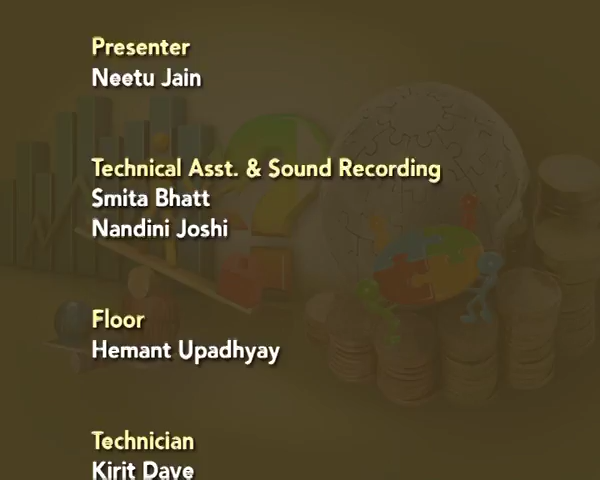 Presenter
Neetu Jain
Technical Asst. & Sound Recording
Smita Bhatt
Nandini Joshi
Floor
Hemant Upadhyay
Technician
Kirit Dave